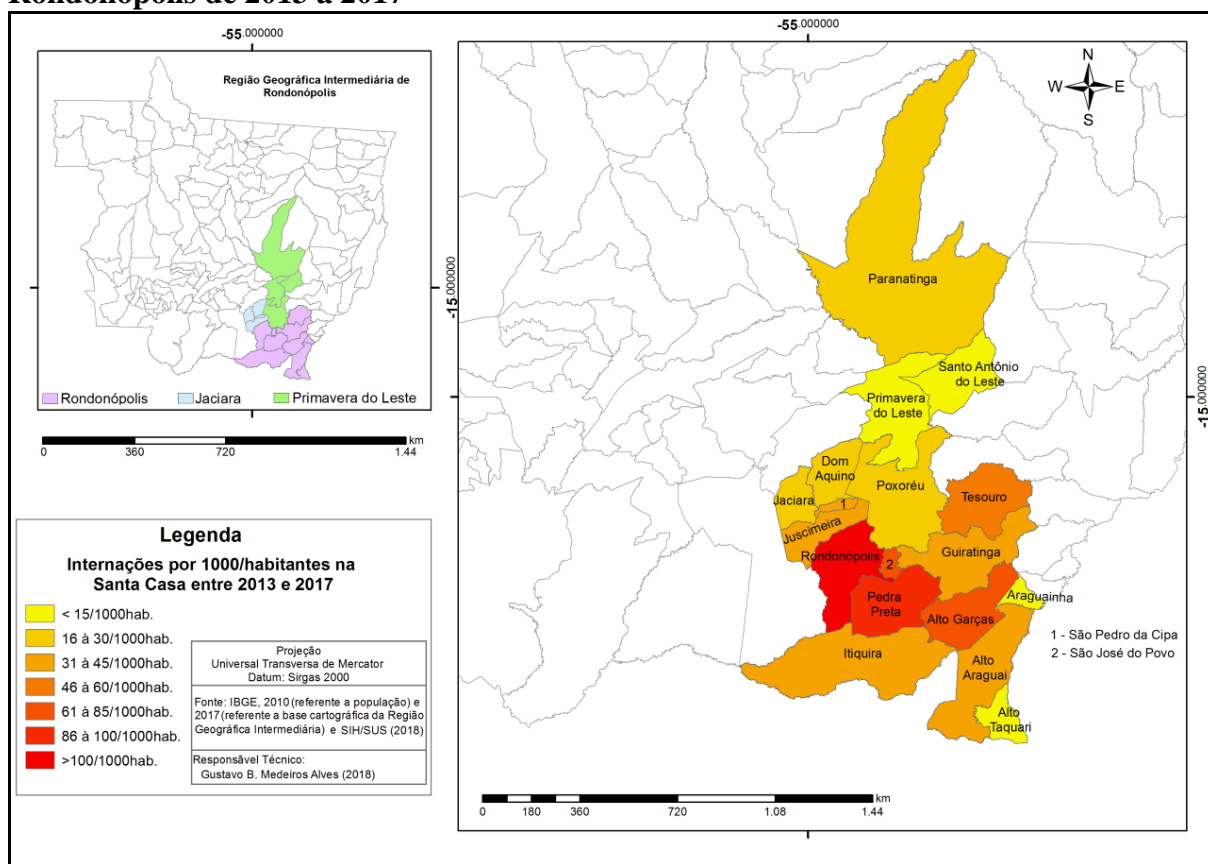 Rondonópolis de 2013 a 2017
-55.000000
Região Geográfica Intermediária de
Rondonópolis
-15.000000
Rondonópolis
Jaciara
Primavera do Leste
-55.000000
km
0
360
720
1.44
Legenda
Internações por 1000/habitantes na
Santa Casa entre 2013 e 2017
< 15/1000hab.
16 à 30/1000hab.
31 à 45/1000hab.
46 à 60/1000hab.
61 à 85/1000hab.
86 à 100/1000hab.
>100/1000hab.
Projeção
Universal Transversa de Mercator
Datum: Sirgas 2000
Fonte: IBGE, 2010 (referente a população) e
2017 (referente a base cartográfica da Região
Geográfica Intermediária) e SIH/SUS (2018)
Responsável Técnico:
Gustavo B. Medeiros Alves (2018)
-55.000000
N
W E
S
Paranatinga
-15.000000
Santo Antônio
do Leste
Primavera
do Leste
Dom
Aquino
Poxoréu
Jaciara
Tesouro
1
Juscimeira
Rondonópolis
2
Guiratinga
Pedra
Preta
Araguainha
Alto Garças
1 - São Pedro da Cipa
2 - São José do Povo
Itiquira
Alto
Araguai
Alto
Taquari
km
0
180
360
720
1.08
1.44
-55.000000